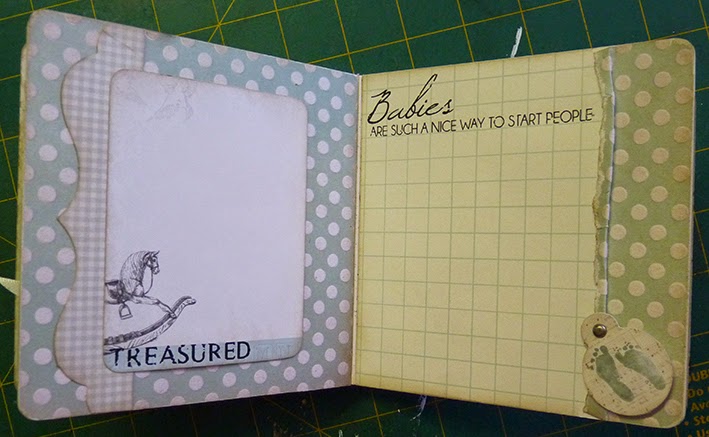 TREASURED
Babies
ARE SUCH A NICE WAY TO START PEOPLE